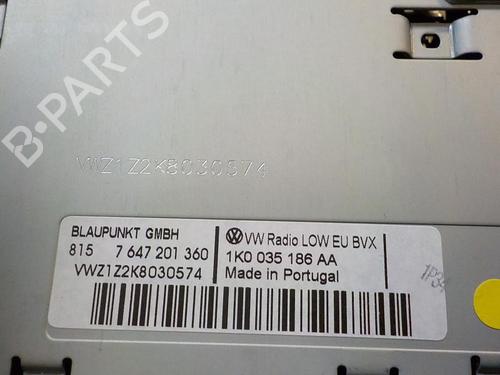 B-PARTS
VWZ1Z2K8030574
BLAUPUNKT GMBH
815 7 647 201 360
VWZ1Z2K8030574
VW Radio LOW EU BVX
1K0 035 186 AA
Made in Portugal